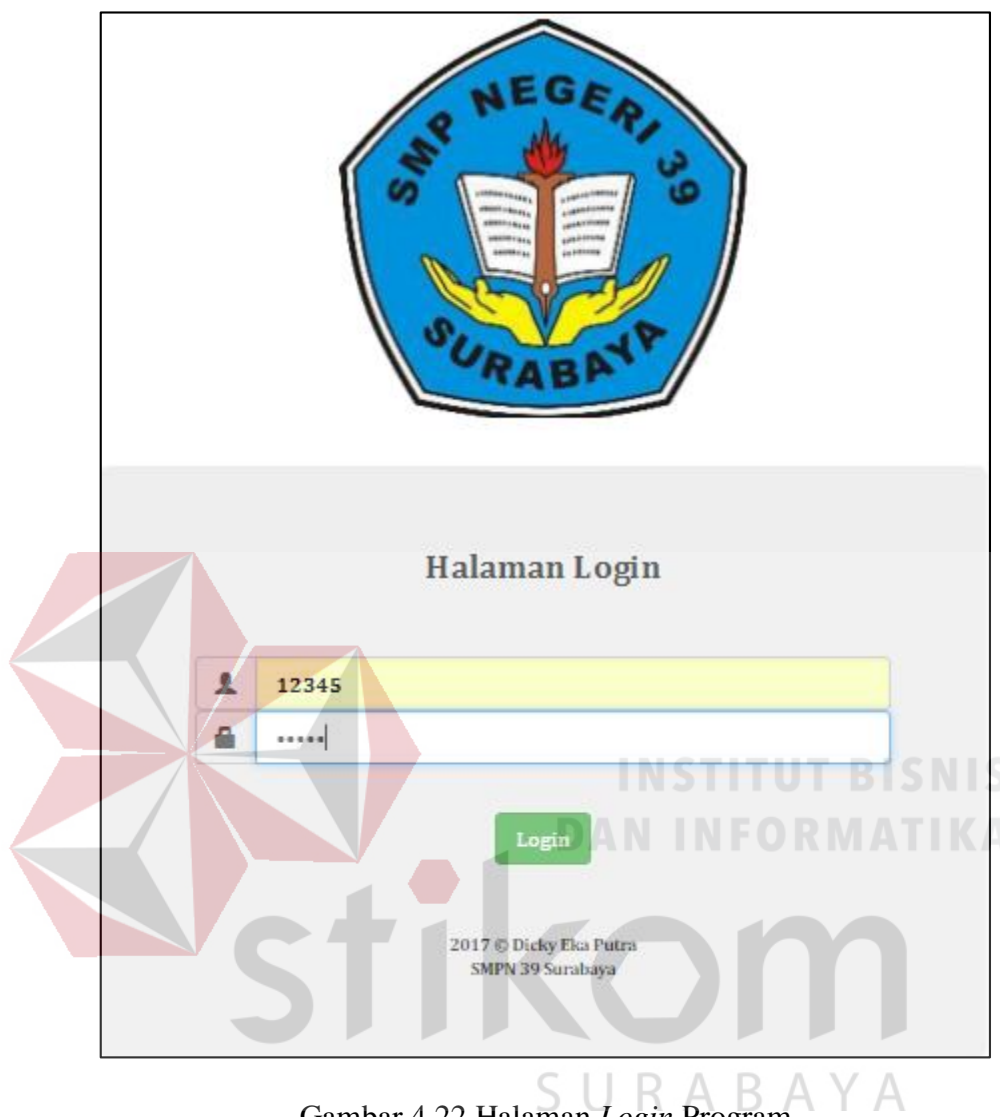 SMP NEGERI 39
SURABAYA
Halaman Login
12345
•••••
INSTITUT BISNIS
DAN INFORMATIKA
Login
stikom
2017 © Dicky Eka Putra
SMPN 39 Surabaya
SURABAYA
Gambar 4.22 Halaman Login Program